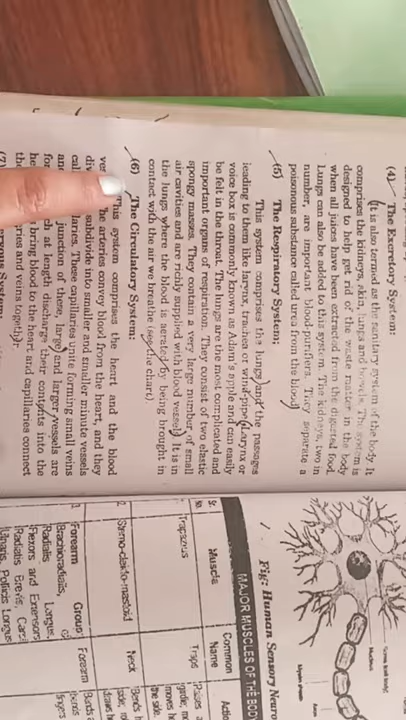 (4) The Excretory System:
It is also termed as the sanitary system of the body. It
comprises the kidneys, skin, lungs and bowels. The system is
designed to help get rid of the waste matter in the body
when all juices have been extracted from the digested food.
Lungs can also be added to this system. The kidneys, two in
number, are important blood-purifiers. They separate a
poisonous substance called urea from the blood.
(5) The Respiratory System:
This system comprises the lungs and the passages
leading to them like larynx, trachea or wind-pipe. Larynx or
voice box is commonly known as Adam's apple and can easily
be felt in the throat. The lungs are the most complicated and
important organs of respiration. They consist of two elastic
spongy masses. They contain a very large number of small
air cavities and are richly supplied with blood vessels. It is in
the lungs where the blood is aerated by being brought in
contact with the air we breathe (see the chart)
(6) The Circulatory System:
This system comprises the heart and the blood
The arteries convey blood from the heart, and they
subdivide into smaller and smaller minute vessels
These capillaries unite forming small veins
junction of these, large and larger vessels are
at length discharge their contents into the
bring blood to the heart and capillaries connect
and veins together.
Fig: Human Sensory
MAJOR MUSCLES OF THE BOD
Muscle
Common
Name
Trapezius
Traps
2. Sterno-cleido-mastoid
Neck
3. Forearm Group
Forearm
Brachioradialis,
Radialis Longus,
Flexors and Extensors
Radialis Brevis,
Pollicis Longus